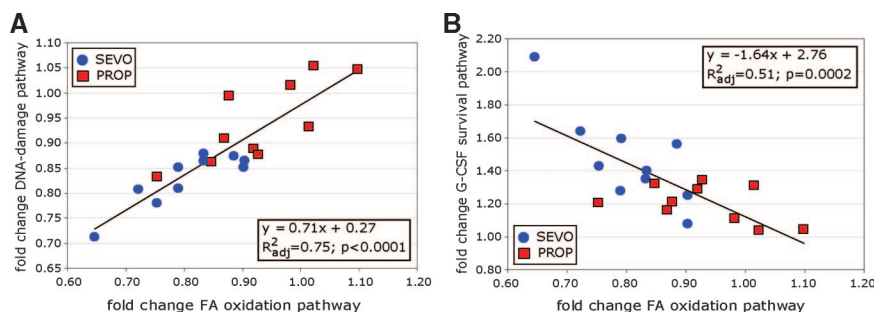 A
fold change DNA-damage pathway
1.10
1.05
1.00
0.95
0.90
0.85
0.80
0.75
0.70
0.65
SEVO
PROP
y = 0.71x + 0.27
R²adj=0.75; p<0.0001
0.60 0.70 0.80 0.90 1.00 1.10 1.20
fold change FA oxidation pathway
B
fold change G-CSF survival pathway
2.20
2.00
1.80
1.60
1.40
1.20
1.00
0.80
y = -1.64x + 2.76
R²adj=0.51; p=0.0002
SEVO
PROP
0.60 0.70 0.80 0.90 1.00 1.10 1.20
fold change FA oxidation pathway